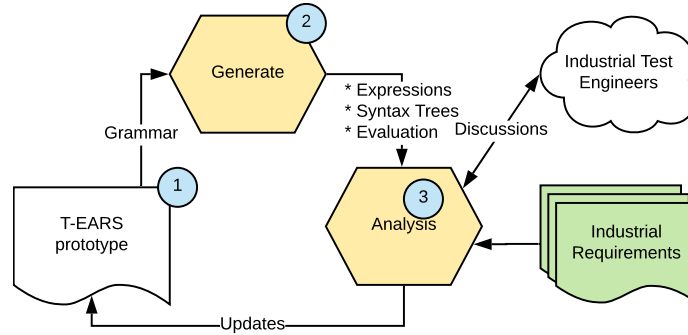 2
Generate
* Expressions
* Syntax Trees
* Evaluation
Industrial Test
Engineers
Grammar
Discussions
1
T-EARS
prototype
3
Analysis
Industrial
Requirements
Updates